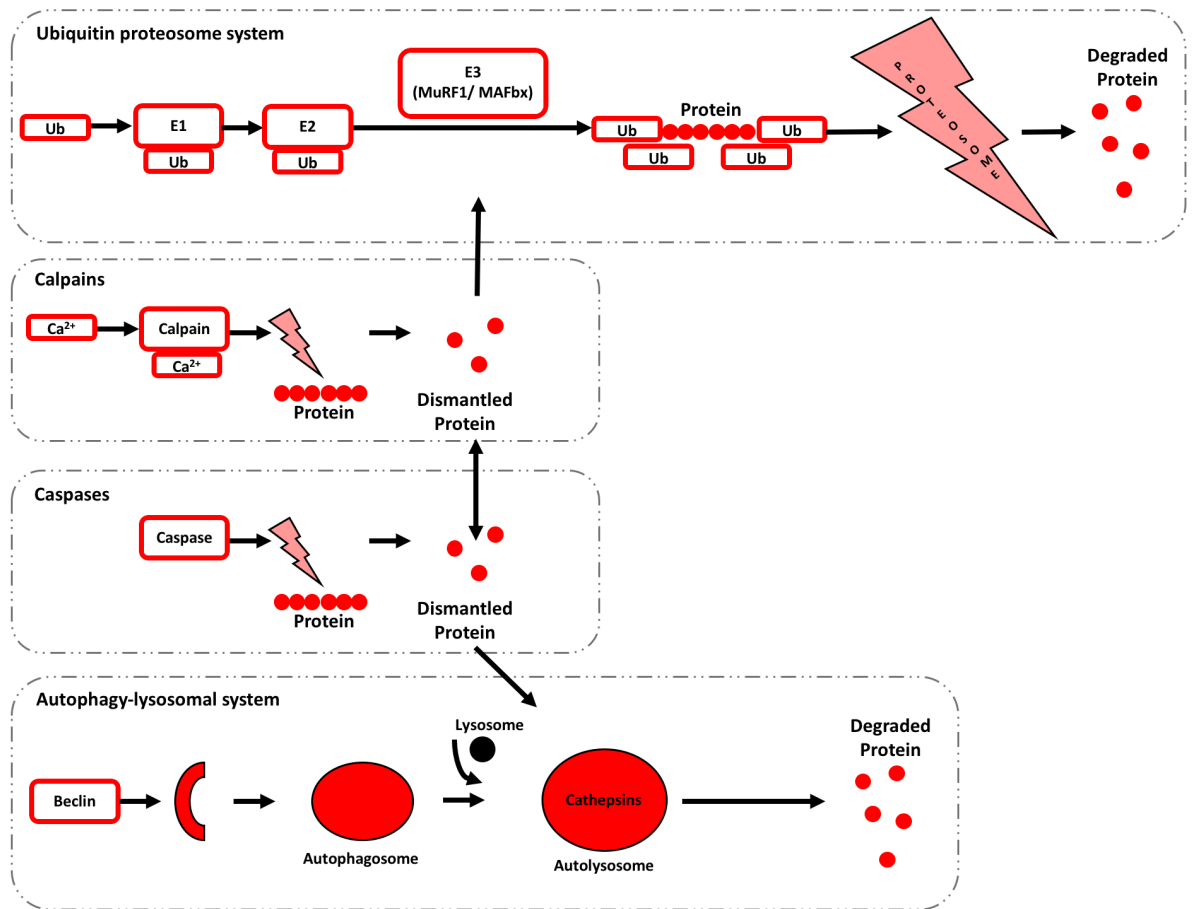 Ubiquitin proteosome system
E3
(MuRF1/ MAFbx)
Degraded
Protein
Ub
E1
Ub
E2
Ub
Protein
Ub
Ub
Ub
Ub
PROTEOSOME
Calpains
Ca²⁺
Calpain
Ca²⁺
Protein
Dismantled
Protein
Caspases
Caspase
Protein
Dismantled
Protein
Autophagy-lysosomal system
Lysosome
Degraded
Protein
Beclin
Cathepsins
Autophagosome
Autolysosome